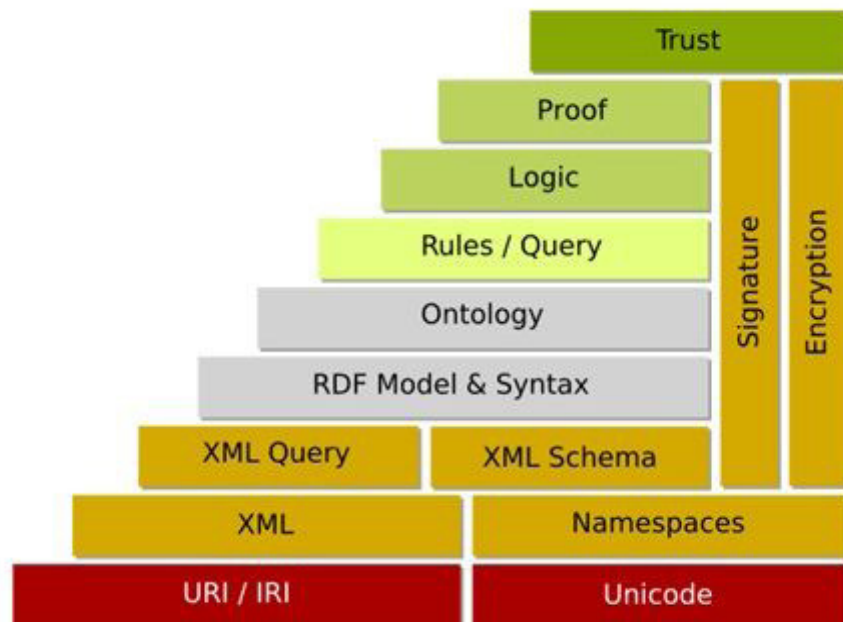 Trust
Proof
Logic
Rules / Query
Ontology
RDF Model & Syntax
XML Query
XML Schema
Signature
Encryption
XML
Namespaces
URI / IRI
Unicode